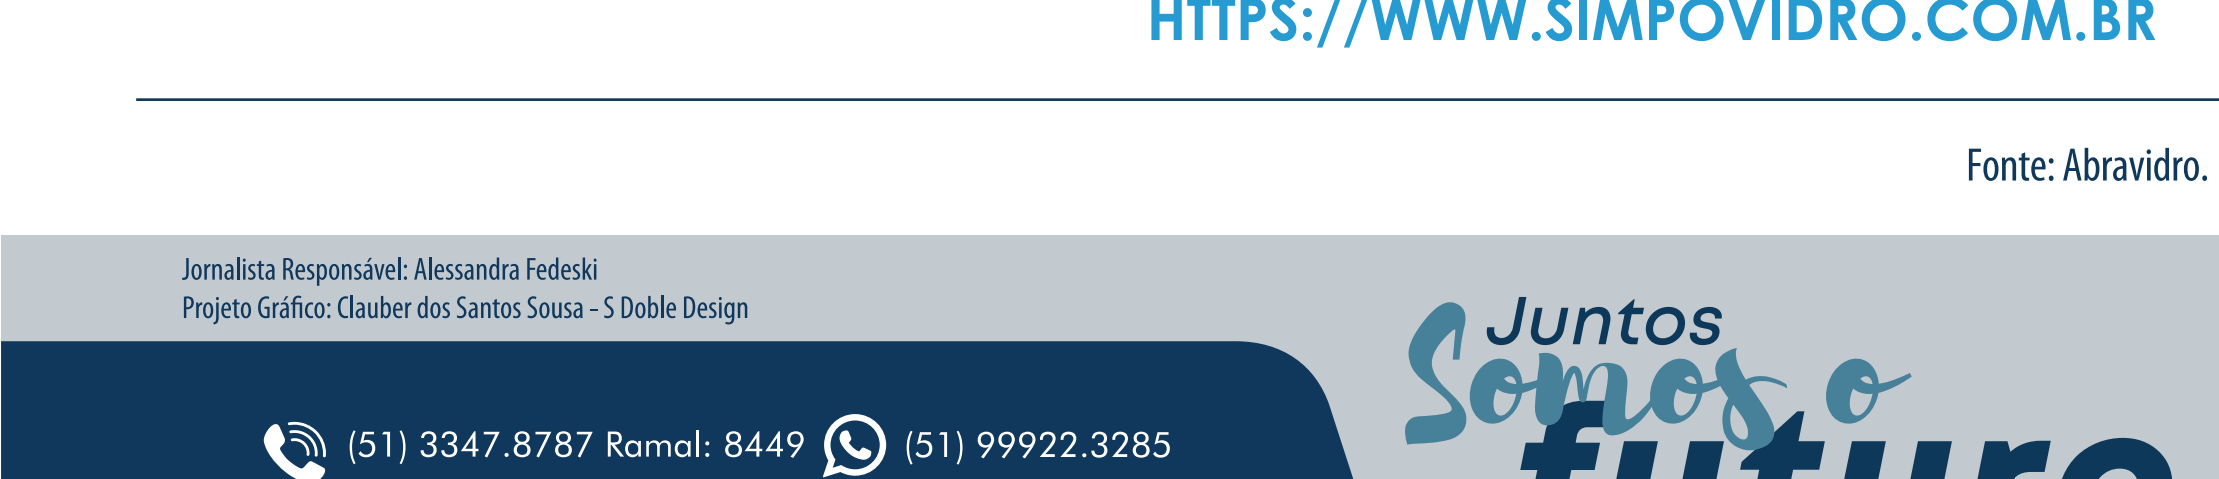 HTTPS://WWW.SIMPOVIDRO.COM.BR
Fonte: Abravidro.
Jornalista Responsável: Alessandra Fedeski
Projeto Gráfico: Clauber dos Santos Sousa - S Doble Design
Juntos
Somos o
futuro
(51) 3347.8787 Ramal: 8449
(51) 99922.3285